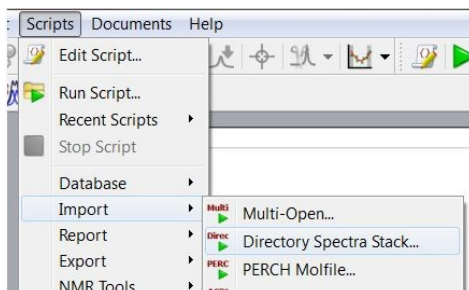 Scripts Documents Help
Edit Script...
Run Script...
Recent Scripts
Stop Script
Database
Import
Report
Export
NMR Tools
Multi Multi-Open...
Direc Directory Spectra Stack...
PERC PERCH Molfile...